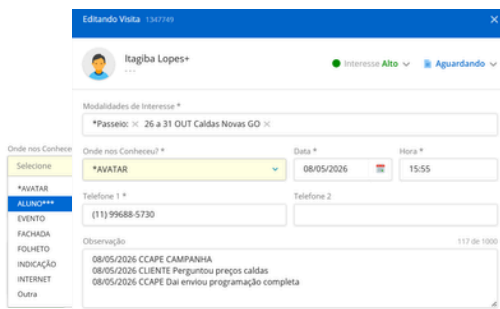 Editando Visita 1347749
Itagiba Lopes+
Interesse Alto
Aguardando
Modalidades de Interesse *
*Passeio: × 26 a 31 OUT Caldas Novas GO ×
Onde nos Conhece
Selecione
*AVATAR
ALUNO***
EVENTO
FACHADA
FOLHETO
INDICAÇÃO
INTERNET
Outra
Onde nos Conheceu? *
*AVATAR
Data *
08/05/2026
Hora *
15:55
Telefone 1 *
(11) 99688-5730
Telefone 2
Observação
117 de 1000
08/05/2026 CCAPE CAMPANHA
08/05/2026 CLIENTE Perguntou preços caldas
08/05/2026 CCAPE Dai enviou programação completa